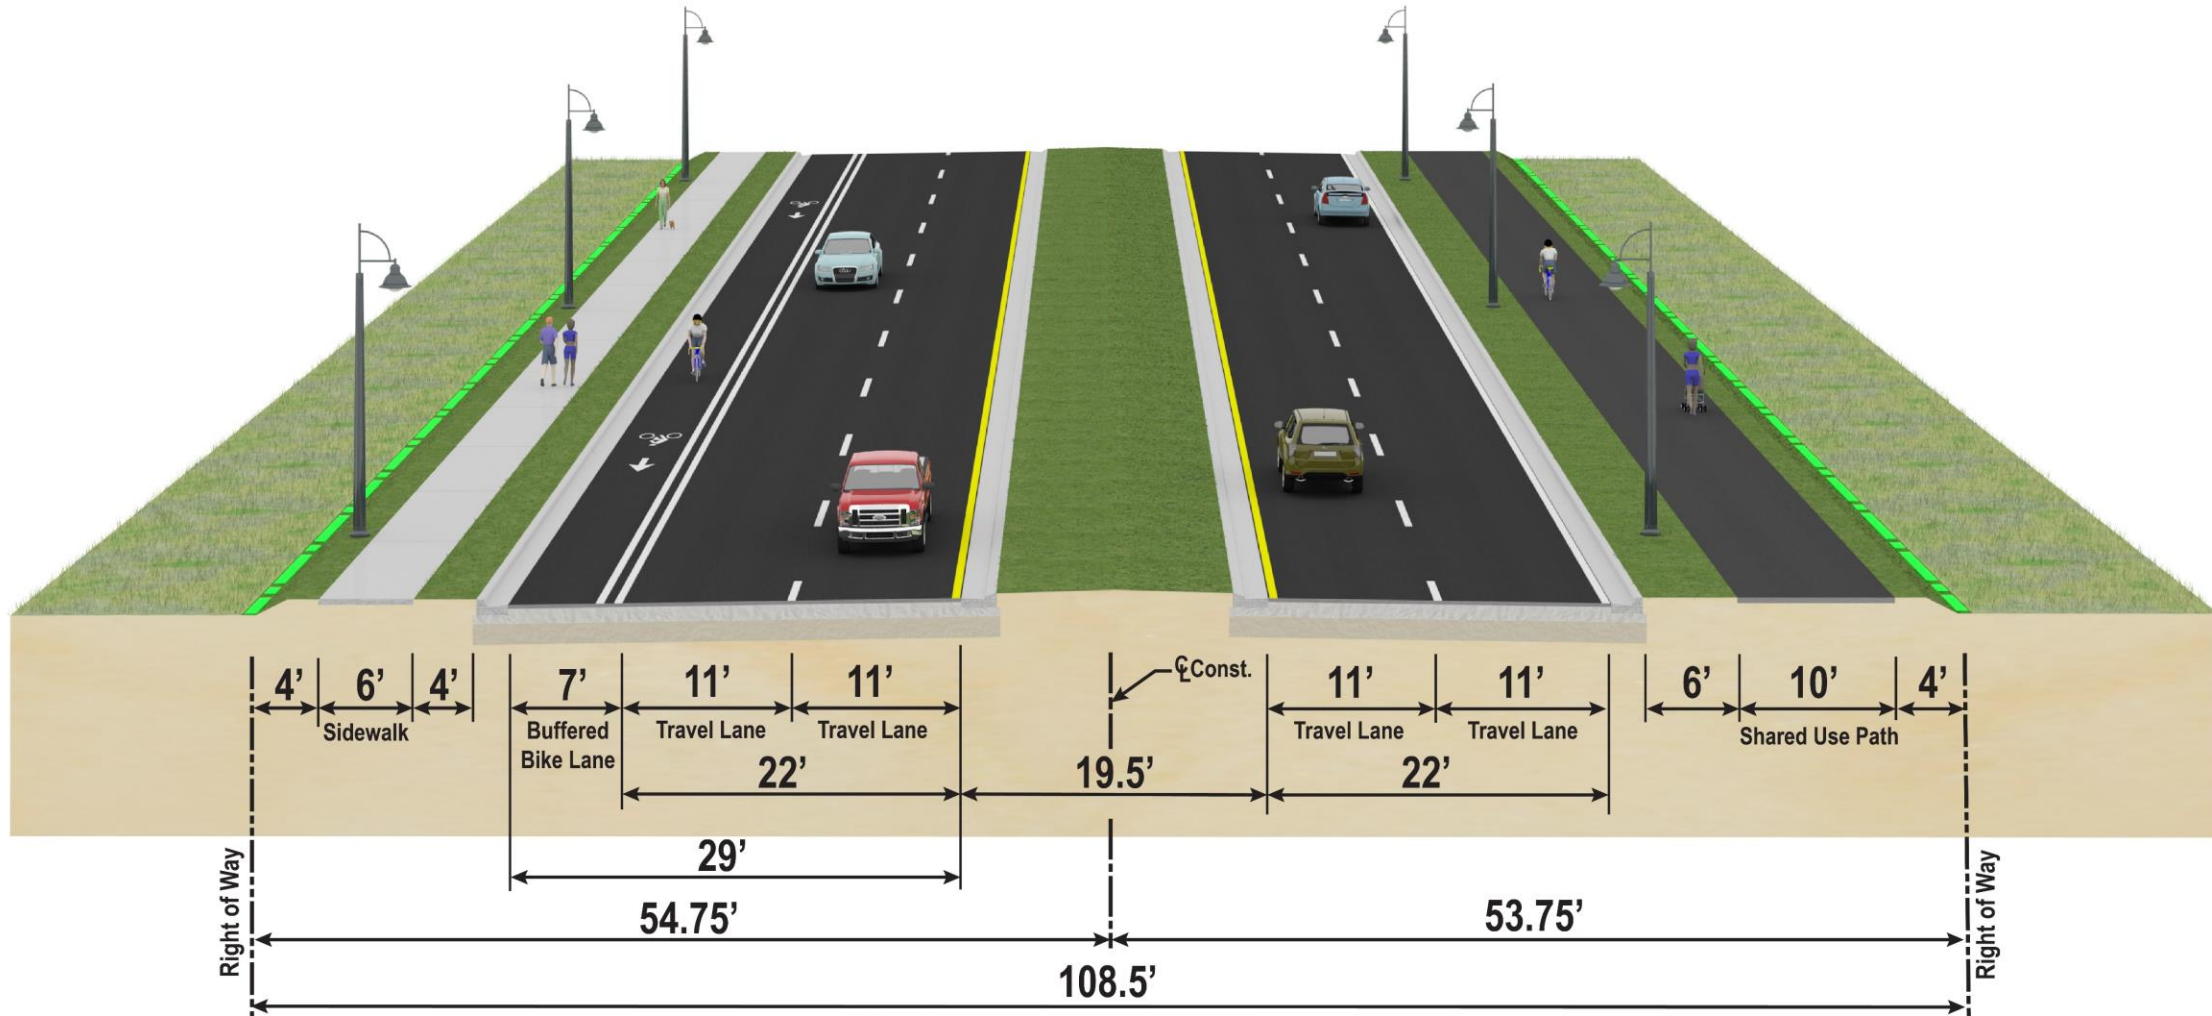 ℄ Const.
4’ 6’ 4’ 7’ 11’ 11’ 11’ 11’ 6’ 10’ 4’
Sidewalk Buffered Travel Lane Travel Lane Travel Lane Travel Lane Shared Use Path
Bike Lane
22’ 19.5’ 22’
29’
54.75’ 53.75’
Right of Way
Right of Way
108.5’